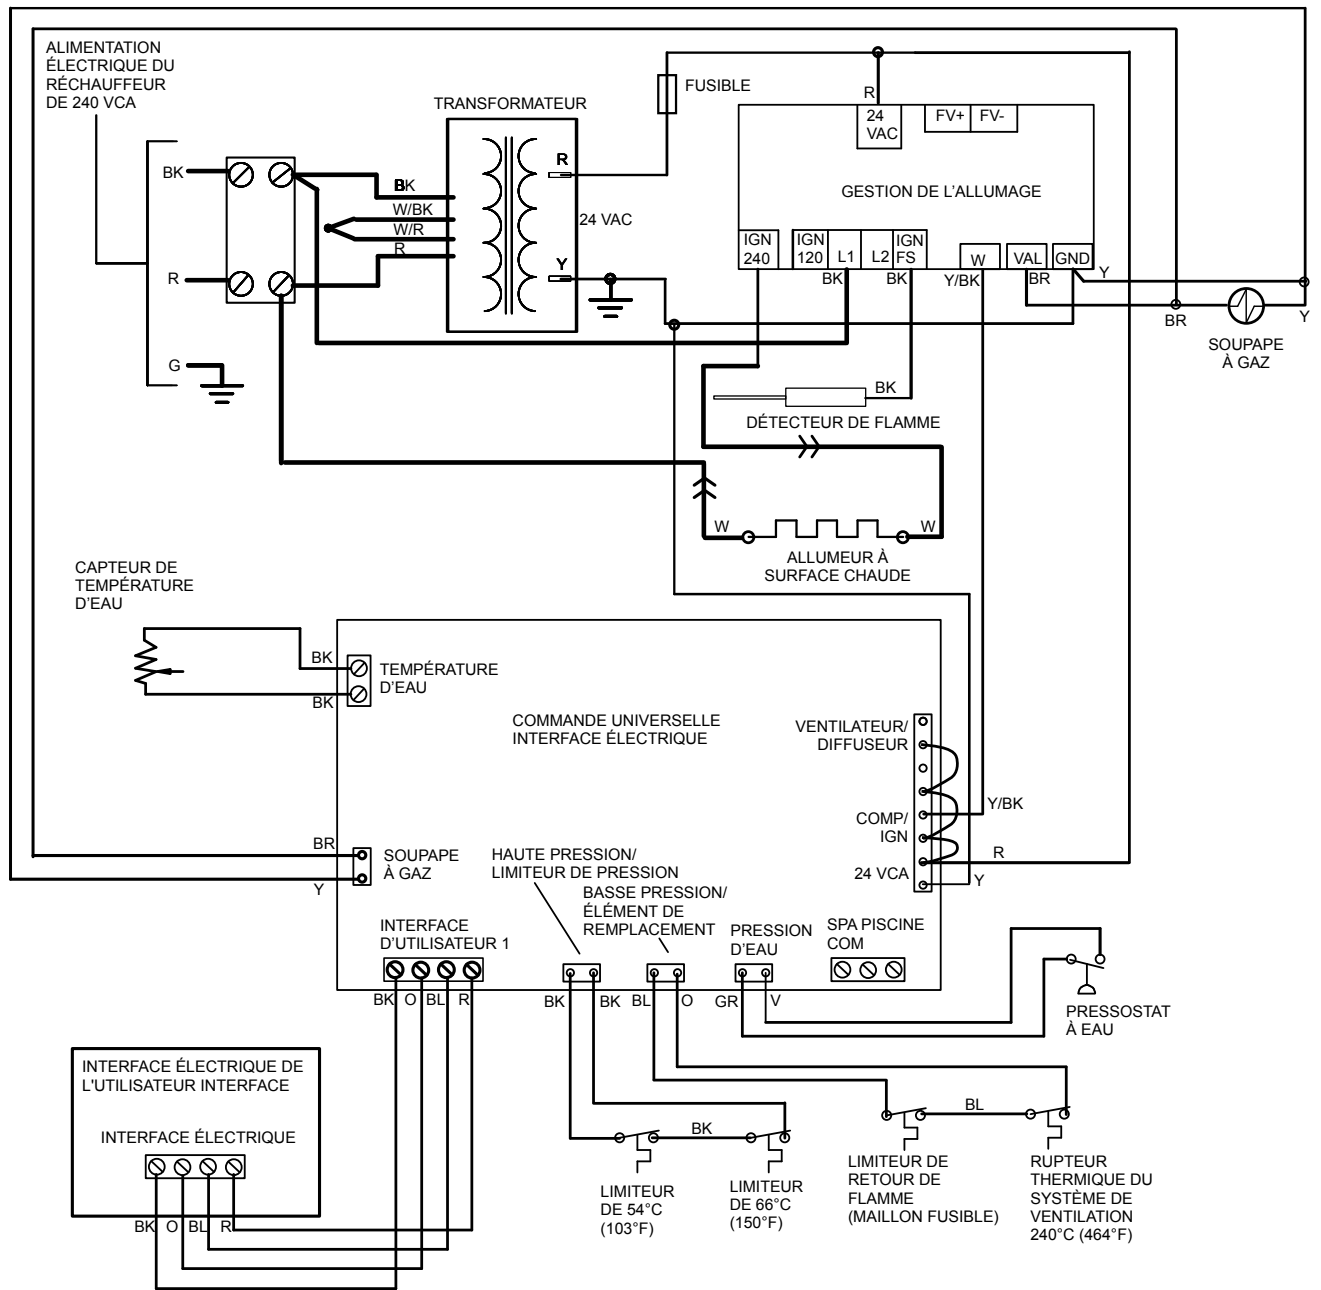 ALIMENTATION
ÉLECTRIQUE DU
RÉCHAUFFEUR
DE 240 VCA
BK
R
G
TRANSFORMATEUR
BK
W/BK
W/R
R
R
24 VAC
Y
FUSIBLE
R
24
VAC
FV+
FV-
GESTION DE L'ALLUMAGE
IGN
240
IGN
120
L1
L2
IGN
FS
W
VAL
GND
BK
BK
Y/BK
BR
Y
BR
Y
SOUPAPE
À GAZ
BK
DÉTECTEUR DE FLAMME
W
W
ALLUMEUR À
SURFACE CHAUDE
CAPTEUR DE
TEMPÉRATURE
D'EAU
BK
BK
TEMPÉRATURE
D'EAU
COMMANDE UNIVERSELLE
INTERFACE ÉLECTRIQUE
VENTILATEUR/
DIFFUSEUR
COMP/
IGN
24 VCA
Y/BK
R
Y
BR
Y
SOUPAPE
À GAZ
HAUTE PRESSION/
LIMITEUR DE PRESSION
BASSE PRESSION/
ÉLÉMENT DE
REMPLACEMENT
INTERFACE
D'UTILISATEUR 1
PRESSION
D'EAU
SPA PISCINE
COM
BK
O
BL
R
BK
BK
BL
O
GR
V
PRESSOSTAT
À EAU
INTERFACE ÉLECTRIQUE DE
L'UTILISATEUR INTERFACE
INTERFACE ÉLECTRIQUE
BK
O
BL
R
BK
BL
LIMITEUR
DE 54°C
(103°F)
LIMITEUR
DE 66°C
(150°F)
LIMITEUR DE
RETOUR DE
FLAMME
(MAILLON FUSIBLE)
RUPTEUR
THERMIQUE DU
SYSTÈME DE
VENTILATION
240°C (464°F)